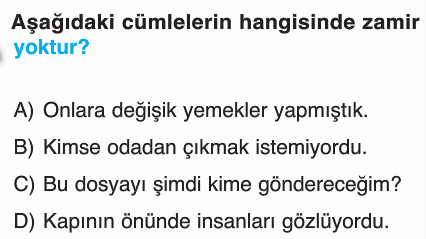 Aşağıdaki cümlelerin hangisinde zamir
yoktur?
A) Onlara değişik yemekler yapmıştık.
B) Kimse odadan çıkmak istemiyordu.
C) Bu dosyayı şimdi kime göndereceğim?
D) Kapının önünde insanları gözlüyordu.